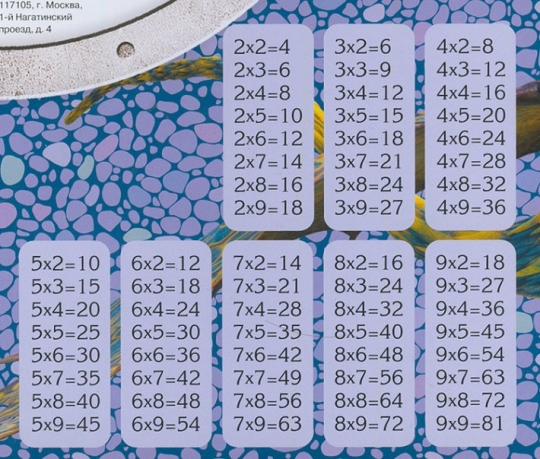 117105, г. Москва,
1-й Нагатинский
проезд, д. 4
2x2=4
2x3=6
2x4=8
2x5=10
2x6=12
2x7=14
2x8=16
2x9=18
3x2=6
3x3=9
3x4=12
3x5=15
3x6=18
3x7=21
3x8=24
3x9=27
4x2=8
4x3=12
4x4=16
4x5=20
4x6=24
4x7=28
4x8=32
4x9=36
5x2=10
5x3=15
5x4=20
5x5=25
5x6=30
5x7=35
5x8=40
5x9=45
6x2=12
6x3=18
6x4=24
6x5=30
6x6=36
6x7=42
6x8=48
6x9=54
7x2=14
7x3=21
7x4=28
7x5=35
7x6=42
7x7=49
7x8=56
7x9=63
8x2=16
8x3=24
8x4=32
8x5=40
8x6=48
8x7=56
8x8=64
8x9=72
9x2=18
9x3=27
9x4=36
9x5=45
9x6=54
9x7=63
9x8=72
9x9=81